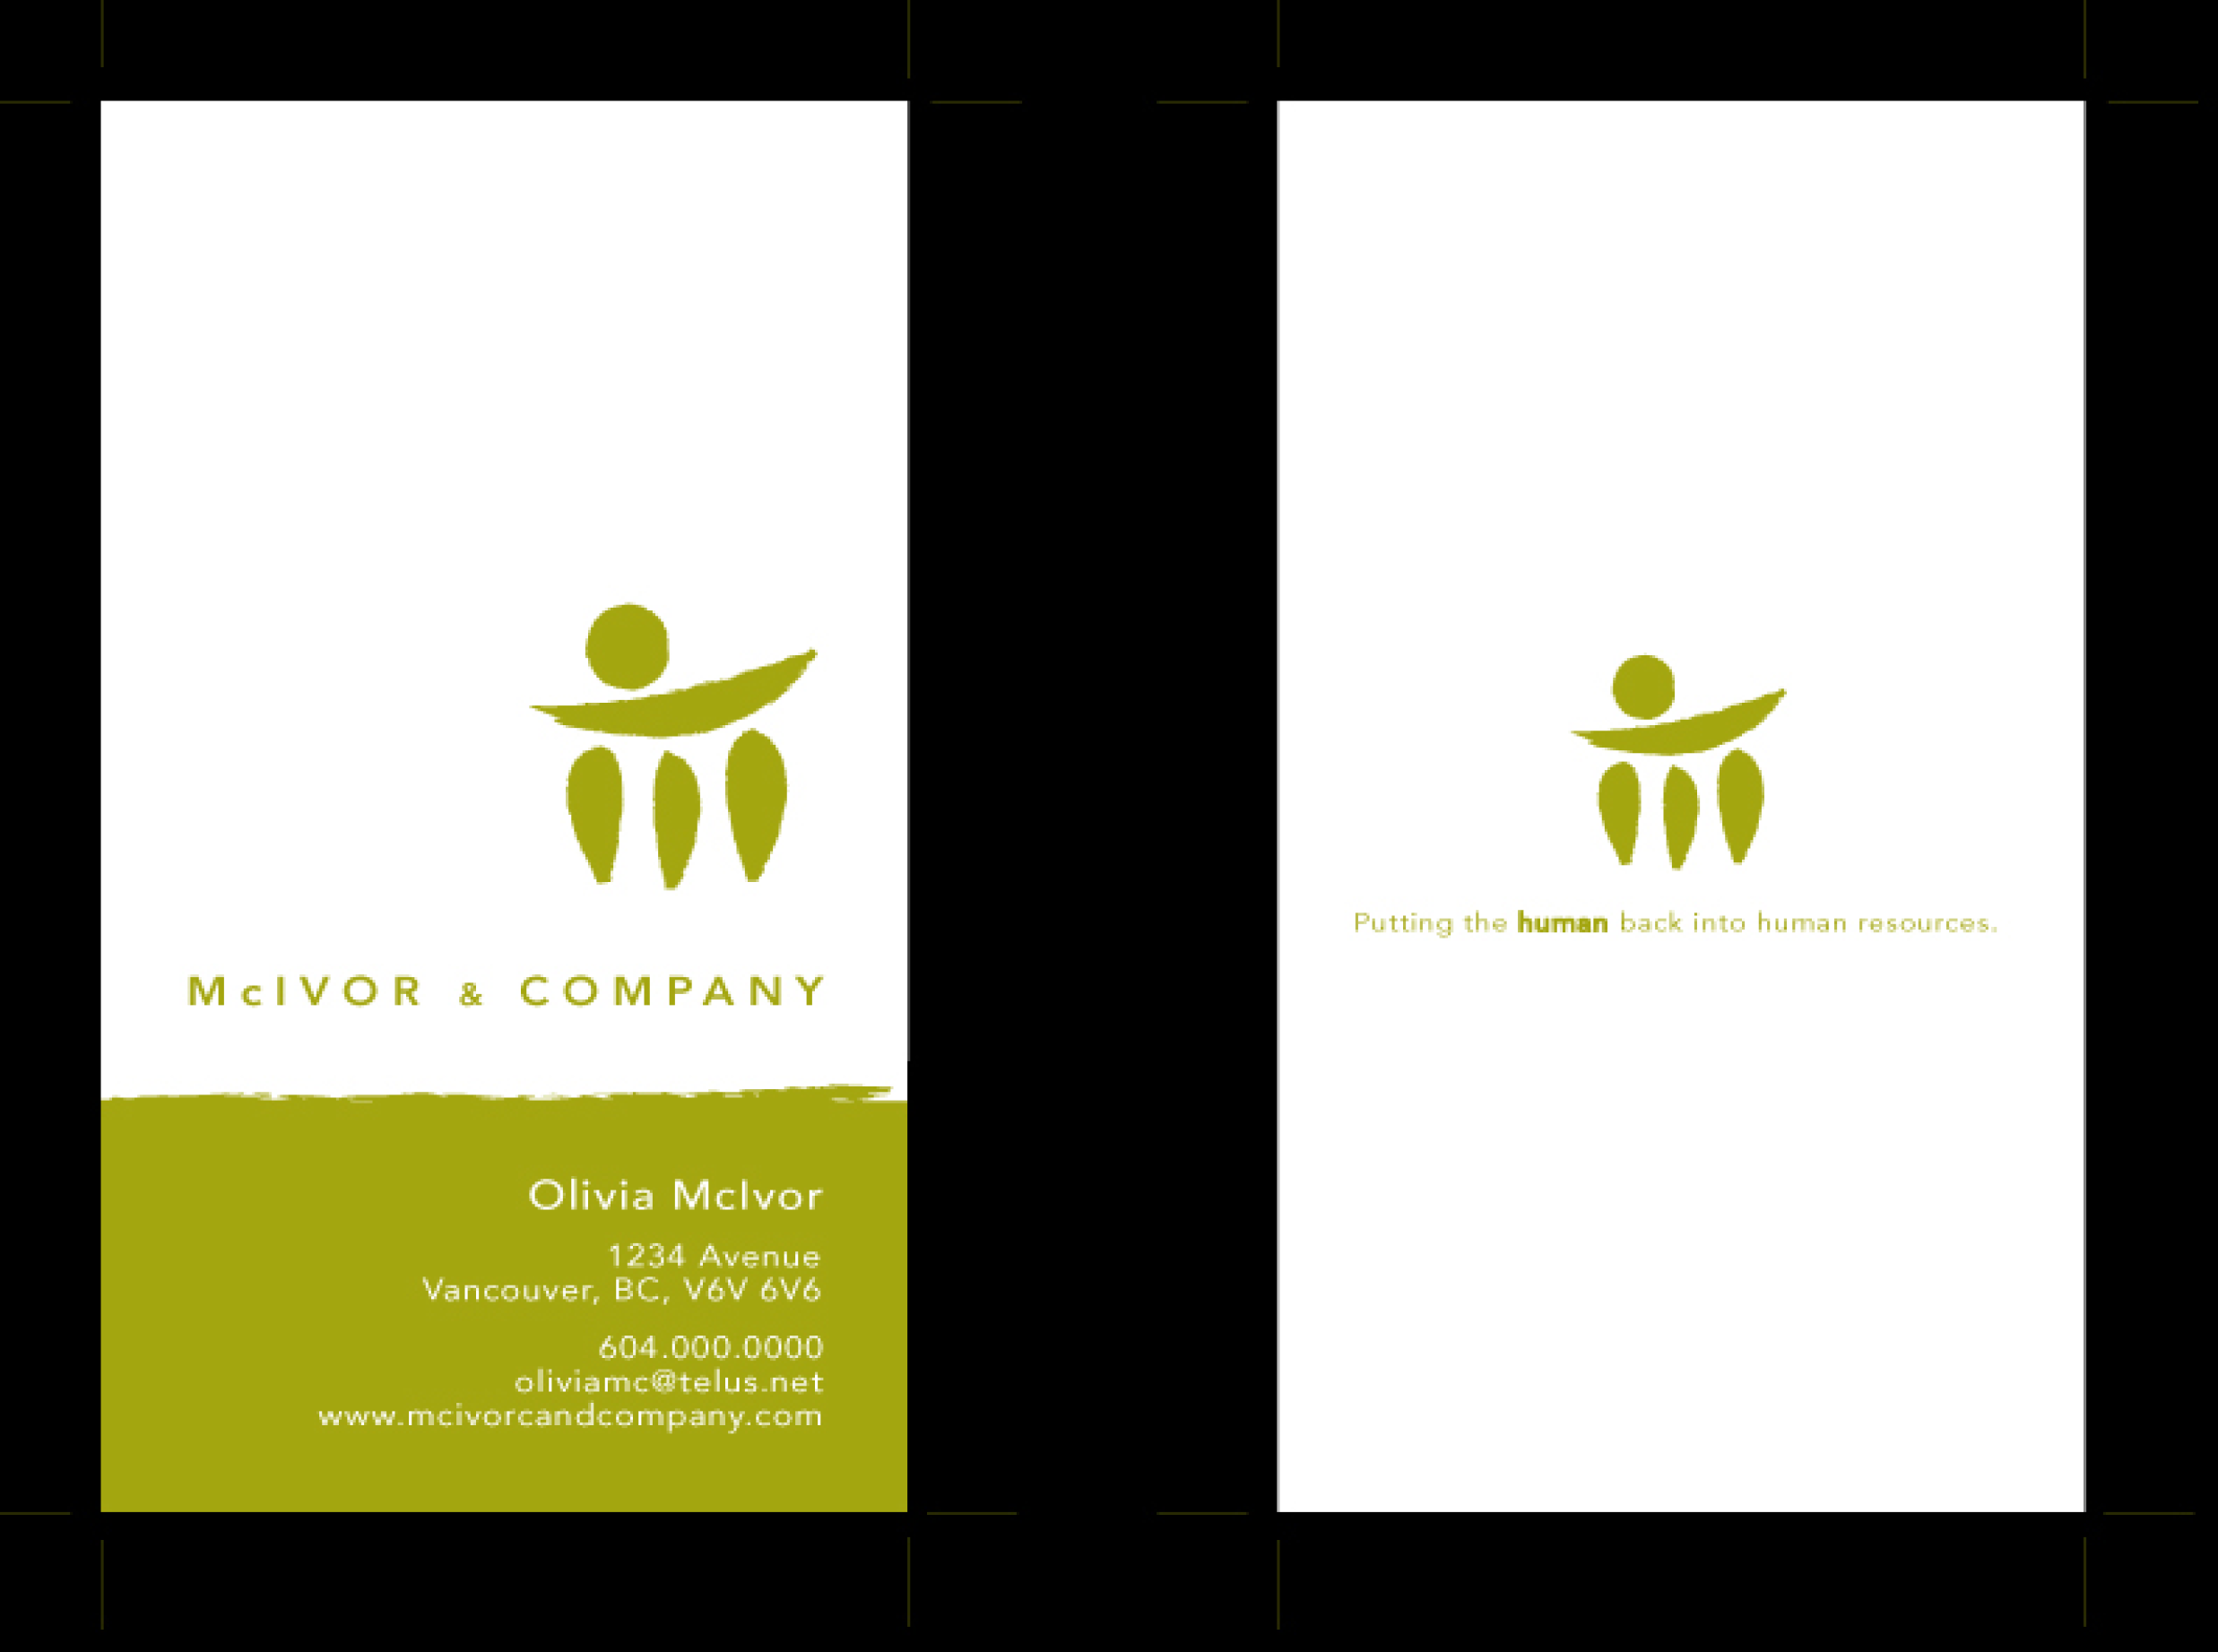 McIVOR & COMPANY
Olivia McIvor
1234 Avenue
Vancouver, BC, V6V 6V6
604.000.0000
oliviamc@telus.net
www.mcivorcandcompany.com
Putting the human back into human resources.